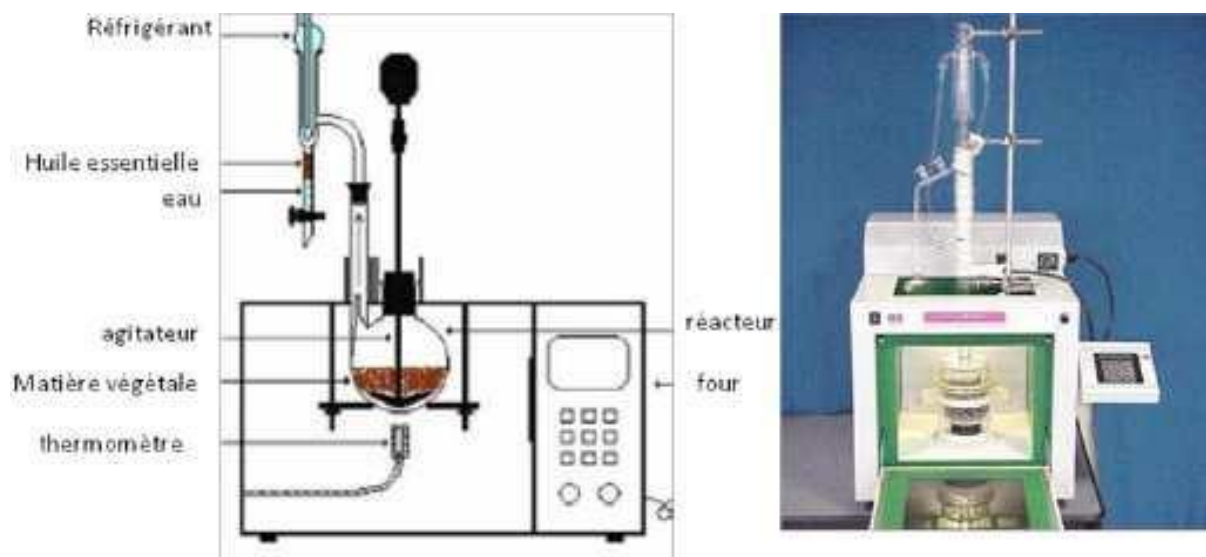 Réfrigérant
Huile essentielle
eau
agitateur
Matière végétale
thermomètre
réacteur
four